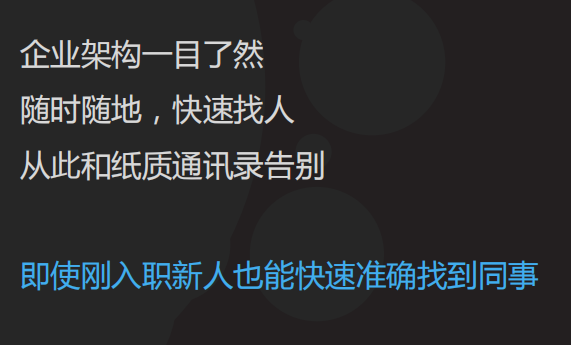 企业架构一目了然
随时随地，快速找人
从此和纸质通讯录告别
即使刚入职新人也能快速准确找到同事